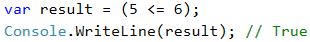 var result = (5 <= 6);
Console.WriteLine(result); // True